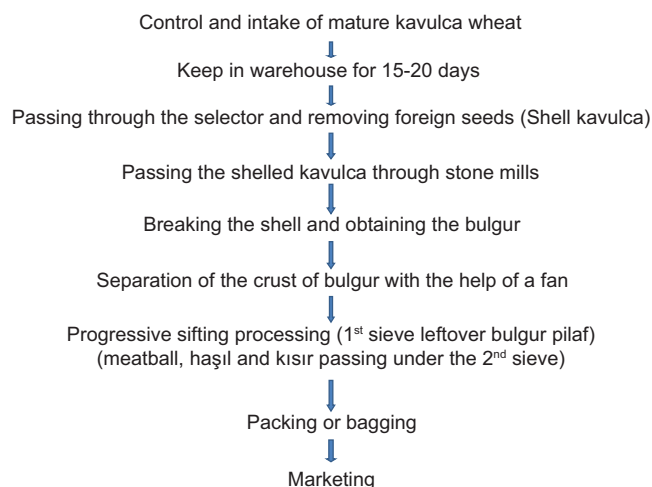 Control and intake of mature kavulca wheat
Keep in warehouse for 15-20 days
Passing through the selector and removing foreign seeds (Shell kavulca)
Passing the shelled kavulca through stone mills
Breaking the shell and obtaining the bulgur
Separation of the crust of bulgur with the help of a fan
Progressive sifting processing (1st sieve leftover bulgur pilaf)
(meatball, haşıl and kısır passing under the 2nd sieve)
Packing or bagging
Marketing